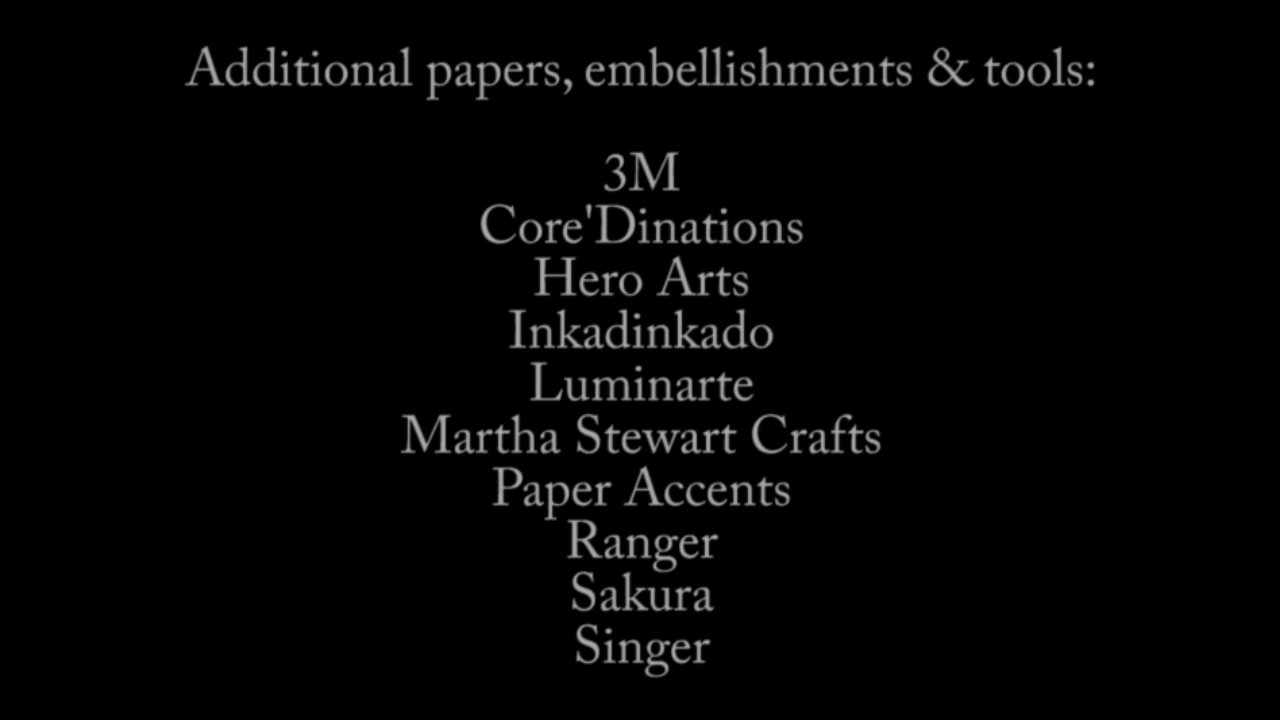 Additional papers, embellishments & tools:
3M
Core'Dinations
Hero Arts
Inkadinkado
Luminarte
Martha Stewart Crafts
Paper Accents
Ranger
Sakura
Singer